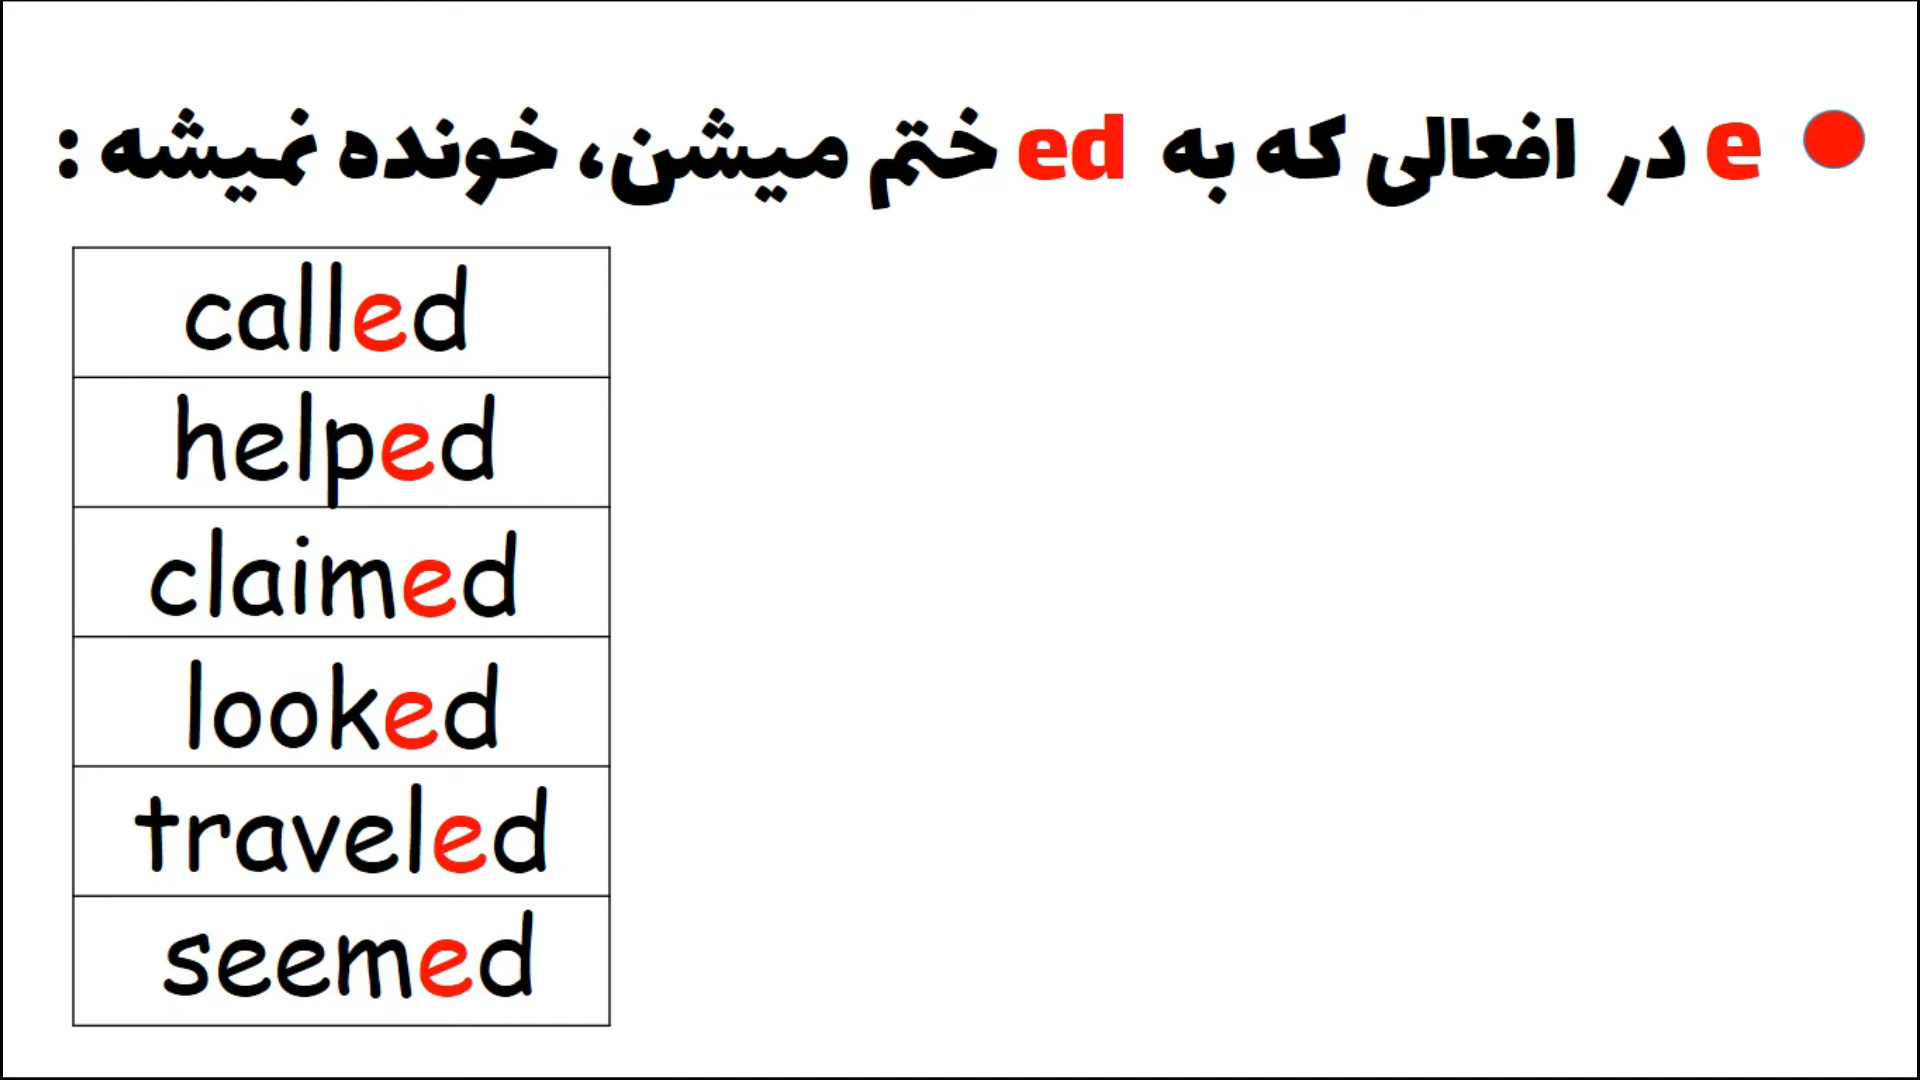 e در افعالی که به ed ختم میشن، خونده نمیشه :
called
helped
claimed
looked
traveled
seemed